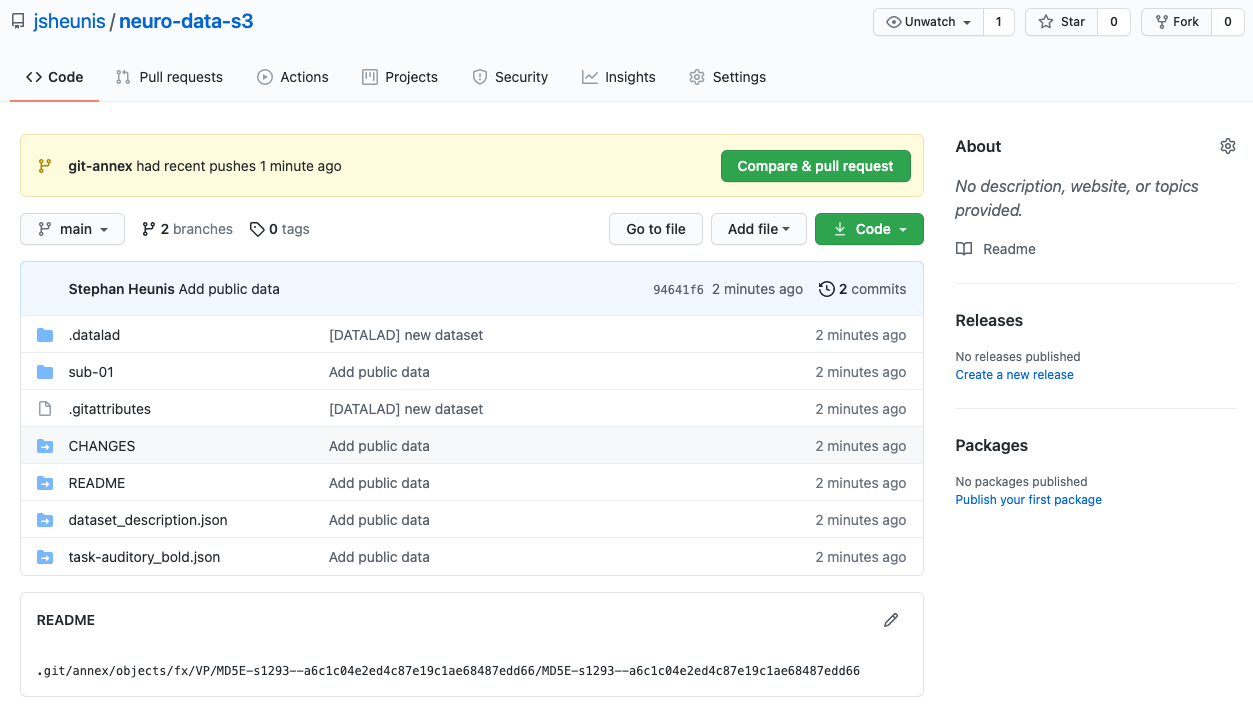 jsheunis / neuro-data-s3
Unwatch 1 Star 0 Fork 0
Code Pull requests Actions Projects Security Insights Settings
git-annex had recent pushes 1 minute ago
Compare & pull request
main 2 branches 0 tags Go to file Add file Code
Stephan Heunis Add public data 94641f6 2 minutes ago 2 commits
.datalad [DATALAD] new dataset 2 minutes ago
sub-01 Add public data 2 minutes ago
.gitattributes [DATALAD] new dataset 2 minutes ago
CHANGES Add public data 2 minutes ago
README Add public data 2 minutes ago
dataset_description.json Add public data 2 minutes ago
task-auditory_bold.json Add public data 2 minutes ago
README
.git/annex/objects/fx/VP/MD5E-s1293--a6c1c04e2ed4c87e19c1ae68487edd66/MD5E-s1293--a6c1c04e2ed4c87e19c1ae68487edd66
About
No description, website, or topics
provided.
Readme
Releases
No releases published
Create a new release
Packages
No packages published
Publish your first package